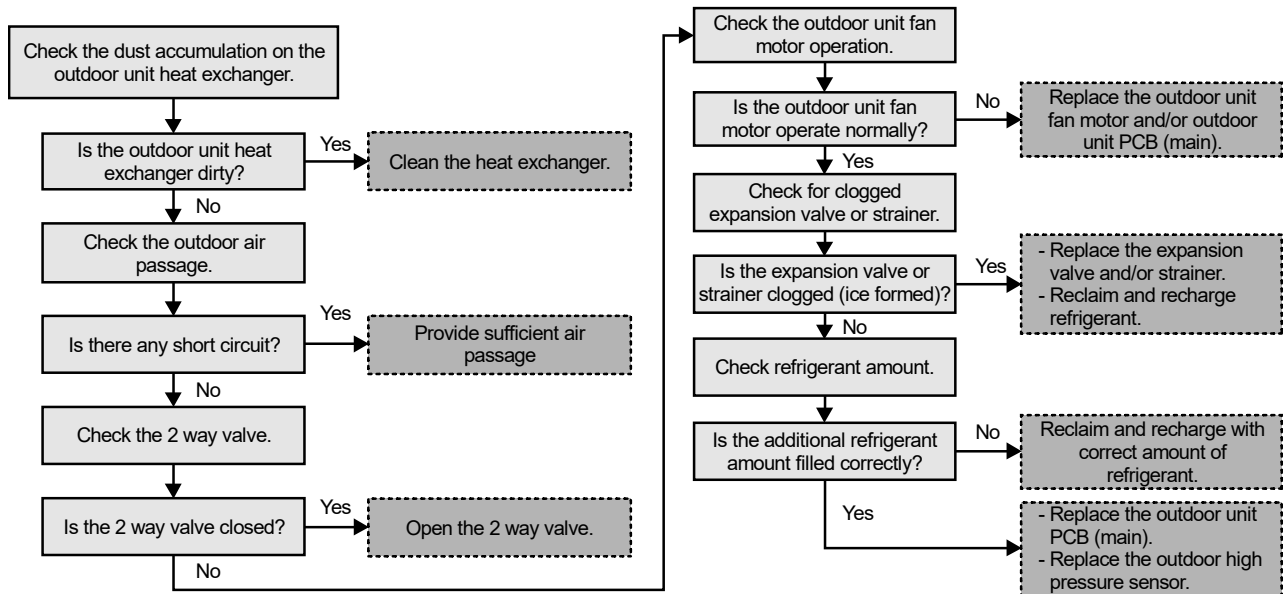 Check the dust accumulation on the
outdoor unit heat exchanger.
Is the outdoor unit heat
exchanger dirty?
Yes
Clean the heat exchanger.
No
Check the outdoor air
passage.
Is there any short circuit?
Yes
Provide sufficient air
passage
No
Check the 2 way valve.
Is the 2 way valve closed?
Yes
Open the 2 way valve.
No
Check the outdoor unit fan
motor operation.
Is the outdoor unit fan
motor operate normally?
No
Replace the outdoor unit
fan motor and/or outdoor
unit PCB (main).
Yes
Check for clogged
expansion valve or strainer.
Is the expansion valve or
strainer clogged (ice formed)?
Yes
- Replace the expansion
valve and/or strainer.
- Reclaim and recharge
refrigerant.
No
Check refrigerant amount.
Is the additional refrigerant
amount filled correctly?
No
Reclaim and recharge with
correct amount of
refrigerant.
Yes
- Replace the outdoor unit
PCB (main).
- Replace the outdoor high
pressure sensor.